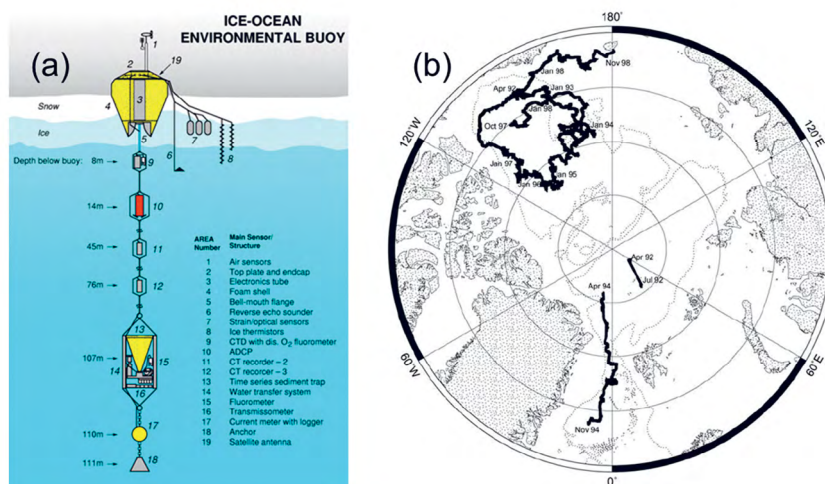 (a)
ICE-OCEAN
ENVIRONMENTAL BUOY
1
2
19
3
4
Snow
Ice
5
6
7
8
Depth below buoy:
8m
9
14m
10
45m
11
76m
12
13
107m
14
15
16
110m
17
111m
18
AREA Number Main Sensor/ Structure
1 Air sensors
2 Top plate and endcap
3 Electronics tube
4 Foam shell
5 Bell-mouth flange
6 Reverse echo sounder
7 Strain/optical sensors
8 Ice thermistors
9 CTD with dis. O2 fluorometer
10 ADCP
11 CT recorder – 2
12 CT recorcer – 3
13 Time series sediment trap
14 Water transfer system
15 Fluorometer
16 Transmissometer
17 Current meter with logger
18 Anchor
19 Satellite antenna
(b)
180°
120°W
120°E
60°W
60°E
0°
Nov 98
Jan 98
Apr 92
Jan 93
Jan 98
Oct 97
Jan 94
Jan 97
Jan 95
Jan 96
Apr 92
Jul 92
Apr 94
Nov 94